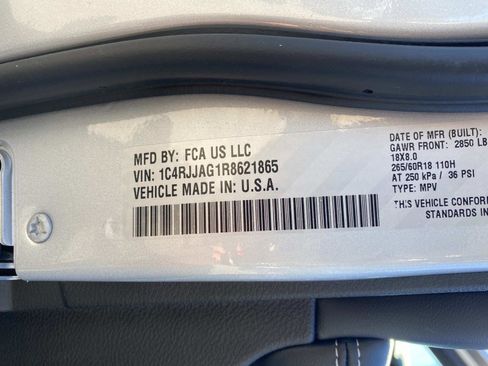 MFD BY: FCA US LLC
VIN: 1C4RJJAG1R8621865
VEHICLE MADE IN: U.S.A.
DATE OF MFR (BUILT):
GAWR FRONT: 2850 LB
18X8.0
265/60R18 110H
AT 250 kPa / 36 PSI
TYPE: MPV
THIS VEHICLE CONFOR
STANDARDS IN